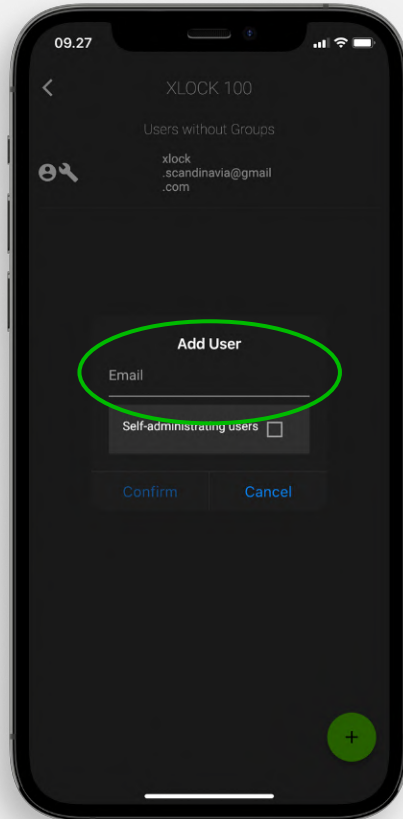 09.27
XLOCK 100
Users without Groups
xlock
.scandinavia@gmail
.com
Add User
Email
Self-administrating users
Confirm
Cancel
+